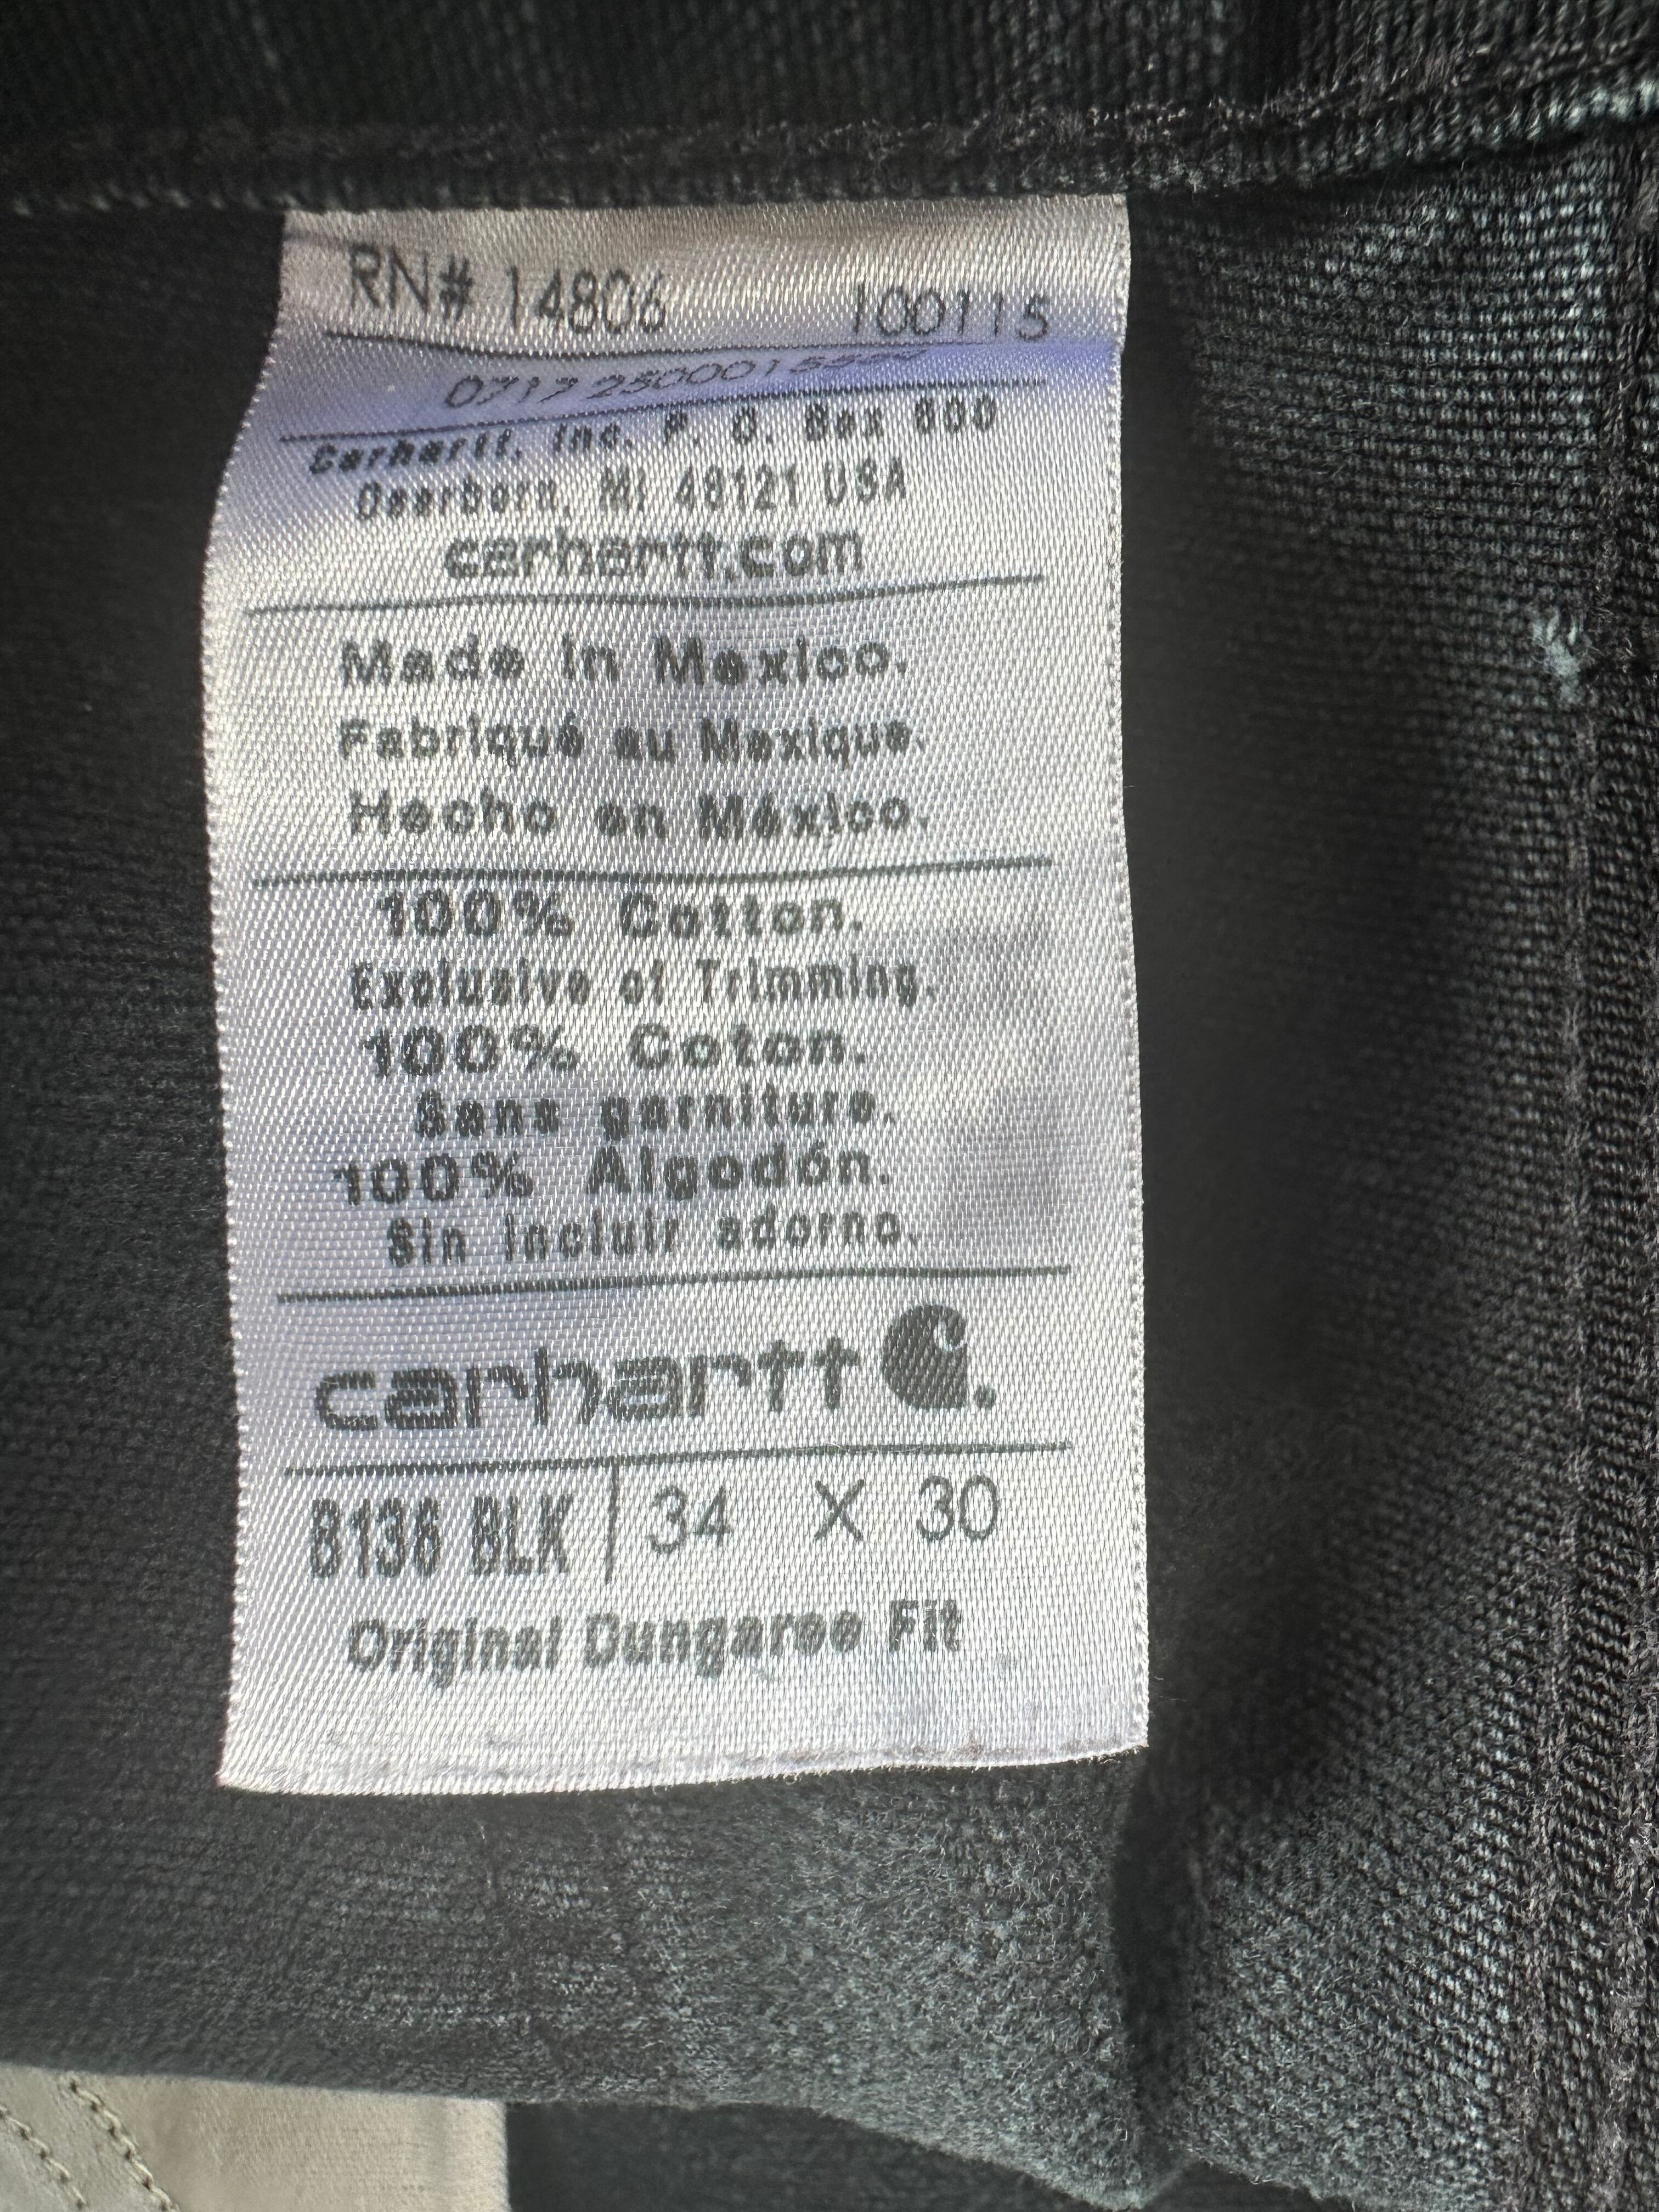 RN# 14806 100115
Carhartt, Inc. P. O. Box 600
Dearborn, MI 48121 USA
carhartt.com
Made in Mexico.
Fabriqué au Mexique.
Hecho en México.
100% Cotton.
Exclusive of Trimming.
100% Coton.
Sans garniture.
100% Algodón.
Sin incluir adorno.
carhartt
B136 BLK 34 X 30
Original Dungaree Fit